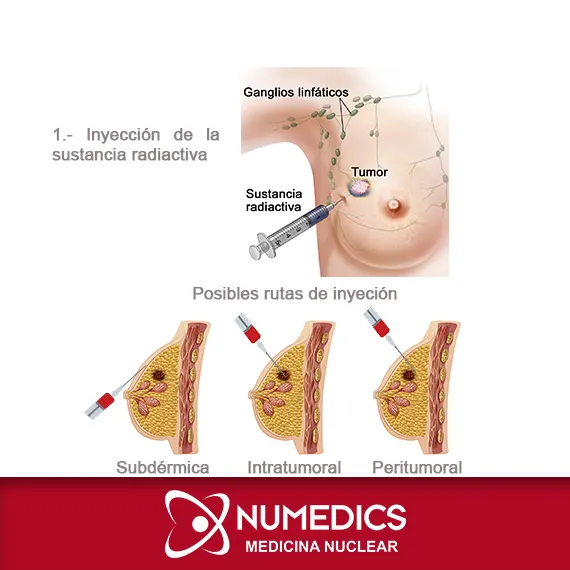 Ganglios linfáticos
1.- Inyección de la
sustancia radiactiva
Tumor
Sustancia
radiactiva
Posibles rutas de inyeción
Subdérmica Intratumoral Peritumoral
NUMEDICS
MEDICINA NUCLEAR